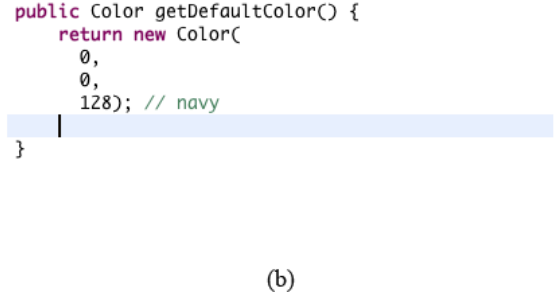 public Color getDefaultColor() {
    return new Color(
      0,
      0,
      128); // navy
}
(b)